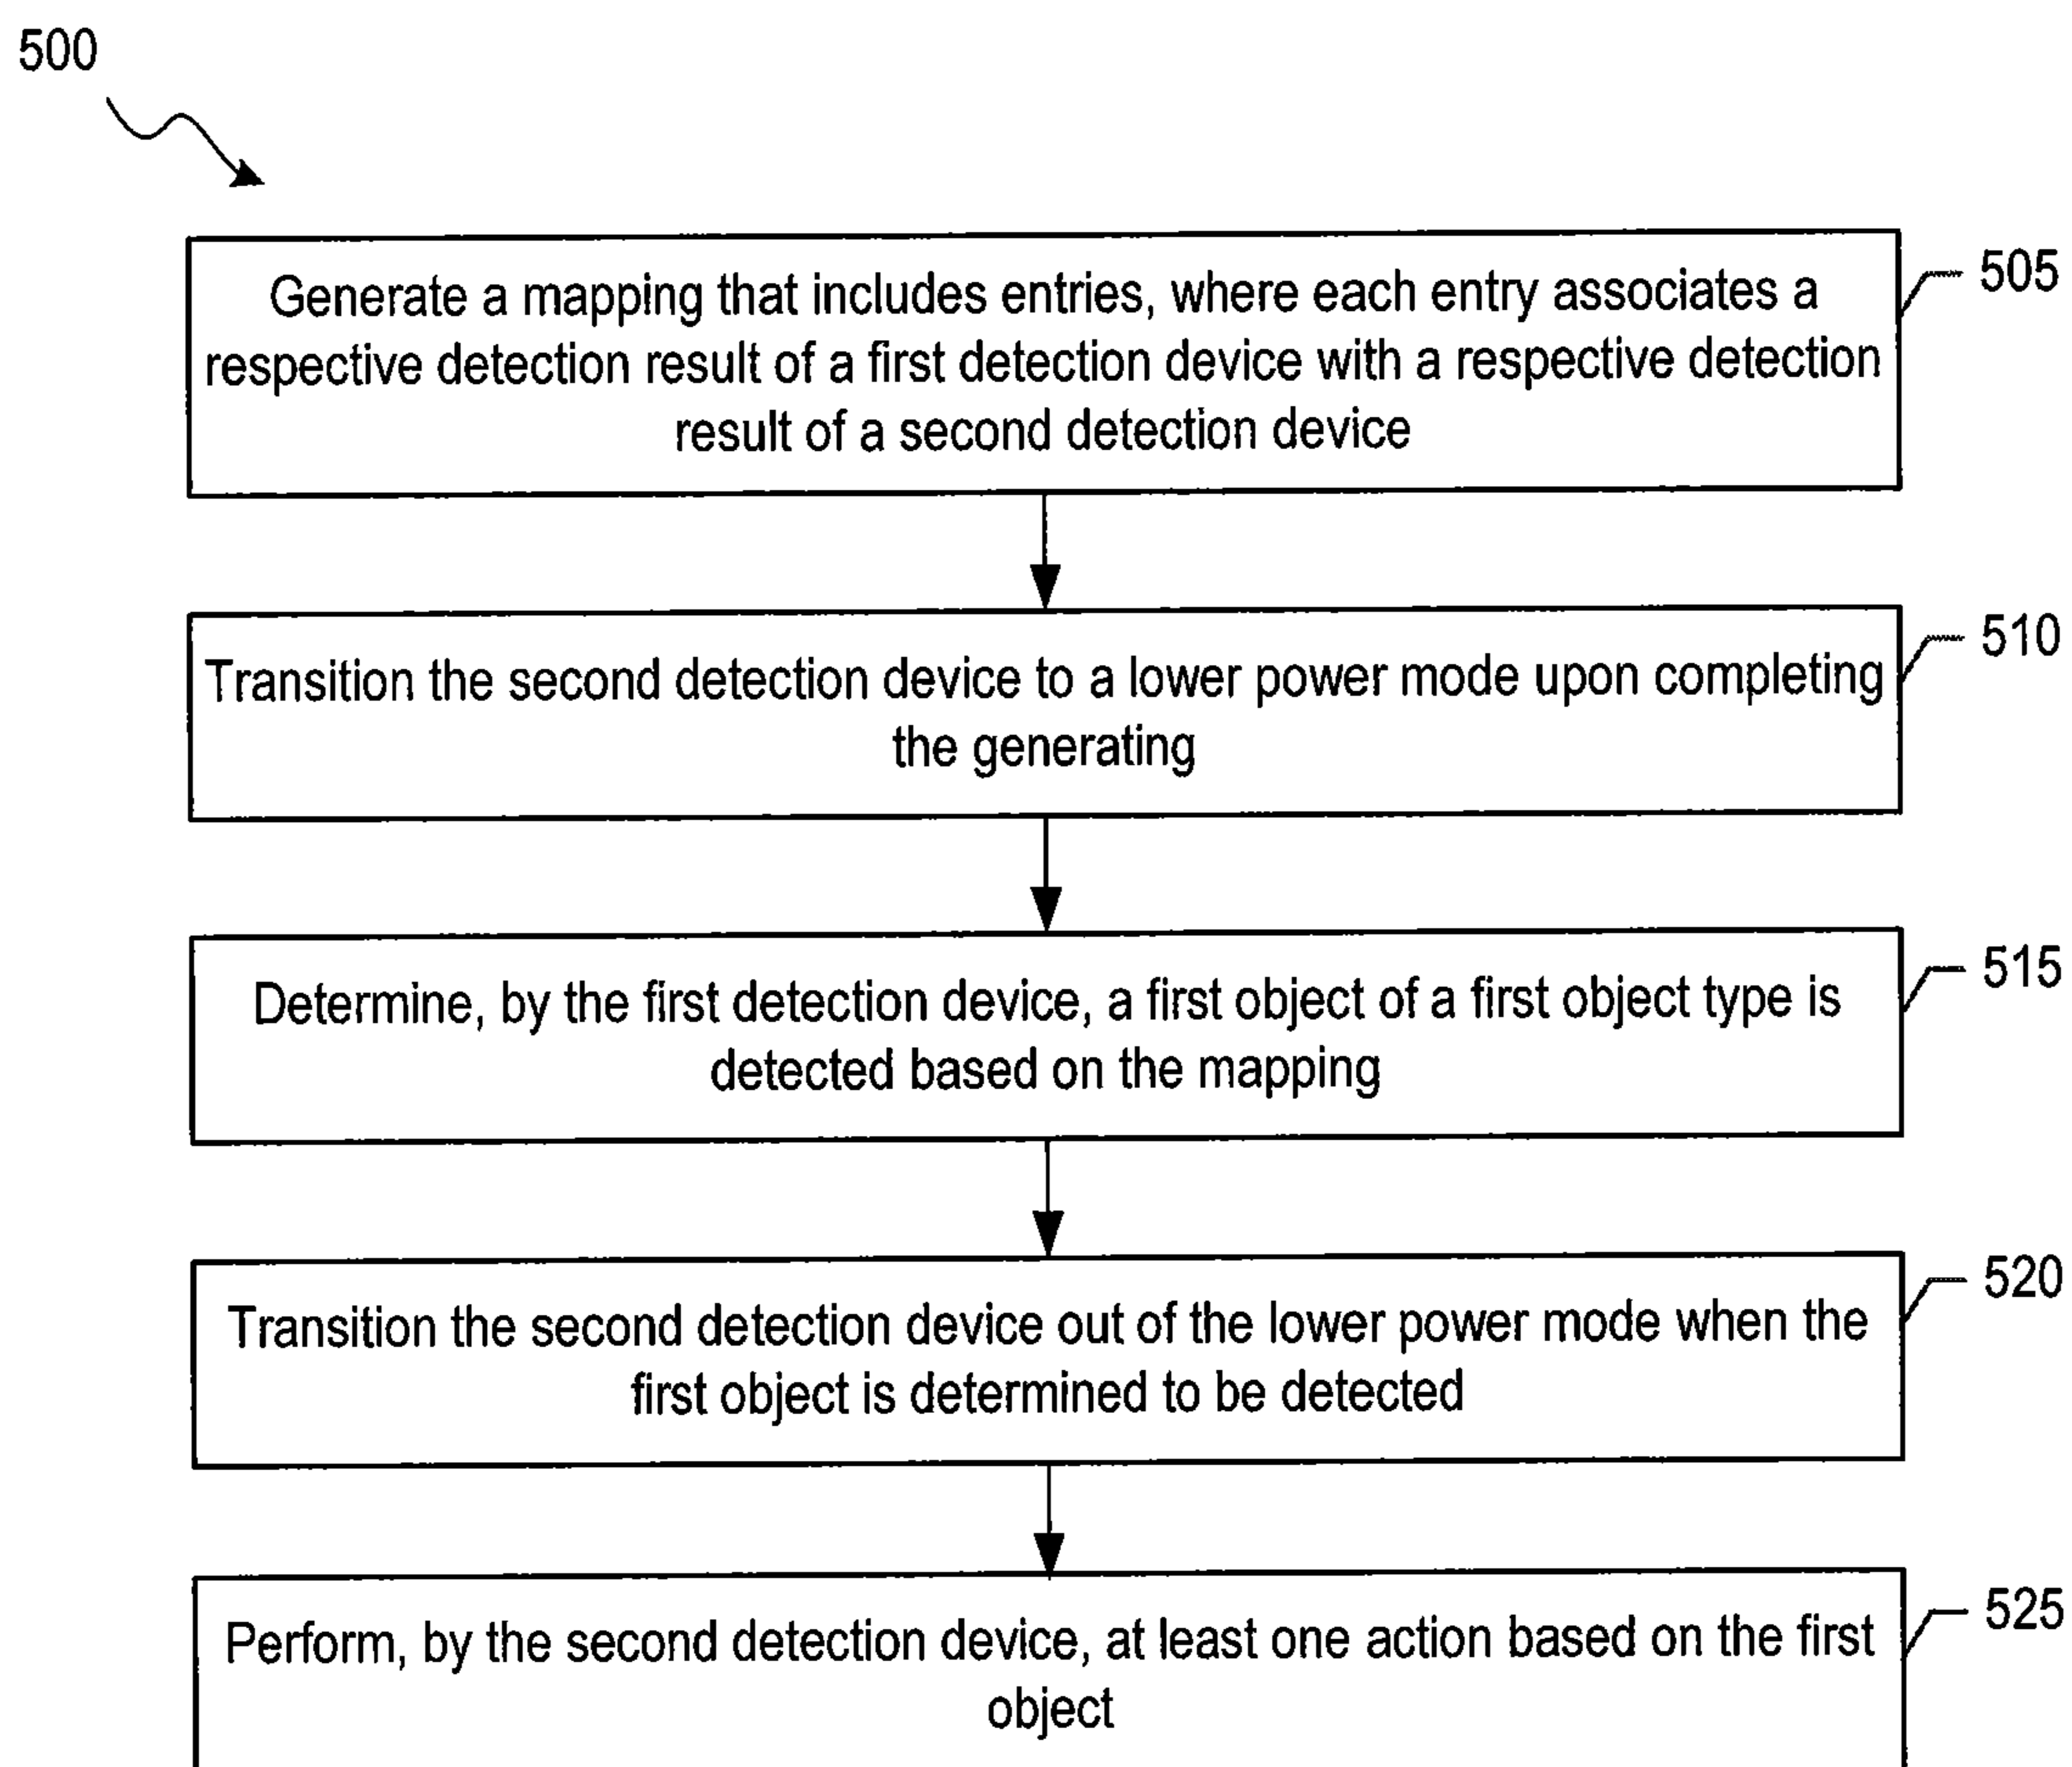 500
Generate a mapping that includes entries, where each entry associates a
respective detection result of a first detection device with a respective detection
result of a second detection device
505
Transition the second detection device to a lower power mode upon completing
the generating
510
Determine, by the first detection device, a first object of a first object type is
detected based on the mapping
515
Transition the second detection device out of the lower power mode when the
first object is determined to be detected
520
Perform, by the second detection device, at least one action based on the first
object
525